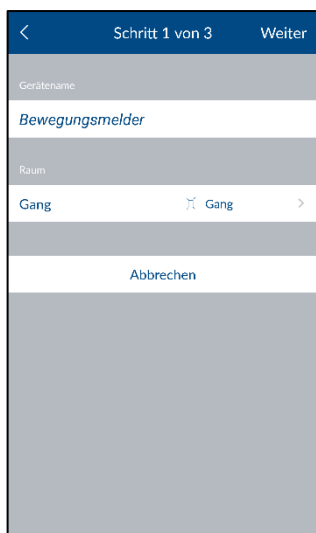 Schritt 1 von 3 Weiter
Gerätename
Bewegungsmelder
Raum
Gang Gang
Abbrechen